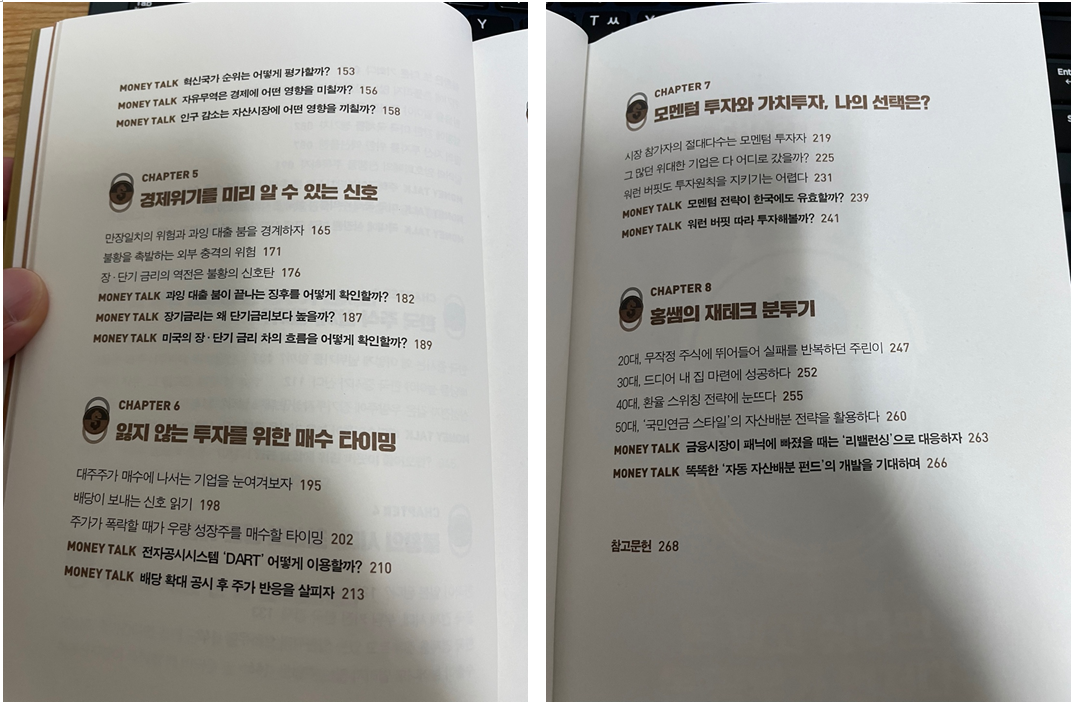 MONEY TALK 혁신국가 순위는 어떻게 평가할까? 153
MONEY TALK 자유무역은 경제에 어떤 영향을 미칠까? 156
MONEY TALK 인구 감소는 자산시장에 어떤 영향을 끼칠까? 158
CHAPTER 5
경제위기를 미리 알 수 있는 신호
만장일치의 위험과 과잉 대출 붐을 경계하자 165
불황을 촉발하는 외부 충격의 위험 171
장·단기 금리의 역전은 불황의 신호탄 176
MONEY TALK 과잉 대출 붐이 끝나는 징후를 어떻게 확인할까? 182
MONEY TALK 장기금리는 왜 단기금리보다 높을까? 187
MONEY TALK 미국의 장·단기 금리 차의 흐름을 어떻게 확인할까? 189
CHAPTER 6
잃지 않는 투자를 위한 매수 타이밍
대주주가 매수에 나서는 기업을 눈여겨보자 195
배당이 보내는 신호 읽기 198
주가가 폭락할 때가 우량 성장주를 매수할 타이밍 202
MONEY TALK 전자공시시스템 'DART' 어떻게 이용할까? 210
MONEY TALK 배당 확대 공시 후 주가 반응을 살피자 213
CHAPTER 7
모멘텀 투자와 가치투자, 나의 선택은?
시장 참가자의 절대다수는 모멘텀 투자자 219
그 많던 위대한 기업은 다 어디로 갔을까? 225
워런 버핏도 투자원칙을 지키기는 어렵다 231
MONEY TALK 모멘텀 전략이 한국에도 유효할까? 239
MONEY TALK 워런 버핏 따라 투자해볼까? 241
CHAPTER 8
홍쌤의 재테크 분투기
20대, 무작정 주식에 뛰어들어 실패를 반복하던 주린이 247
30대, 드디어 내 집 마련에 성공하다 252
40대, 환율 스위칭 전략에 눈뜨다 255
50대, '국민연금 스타일'의 자산배분 전략을 활용하다 260
MONEY TALK 금융시장이 패닉에 빠졌을 때는 '리밸런싱'으로 대응하자 263
MONEY TALK 똑똑한 '자동 자산배분 펀드'의 개발을 기대하며 266
참고문헌 268